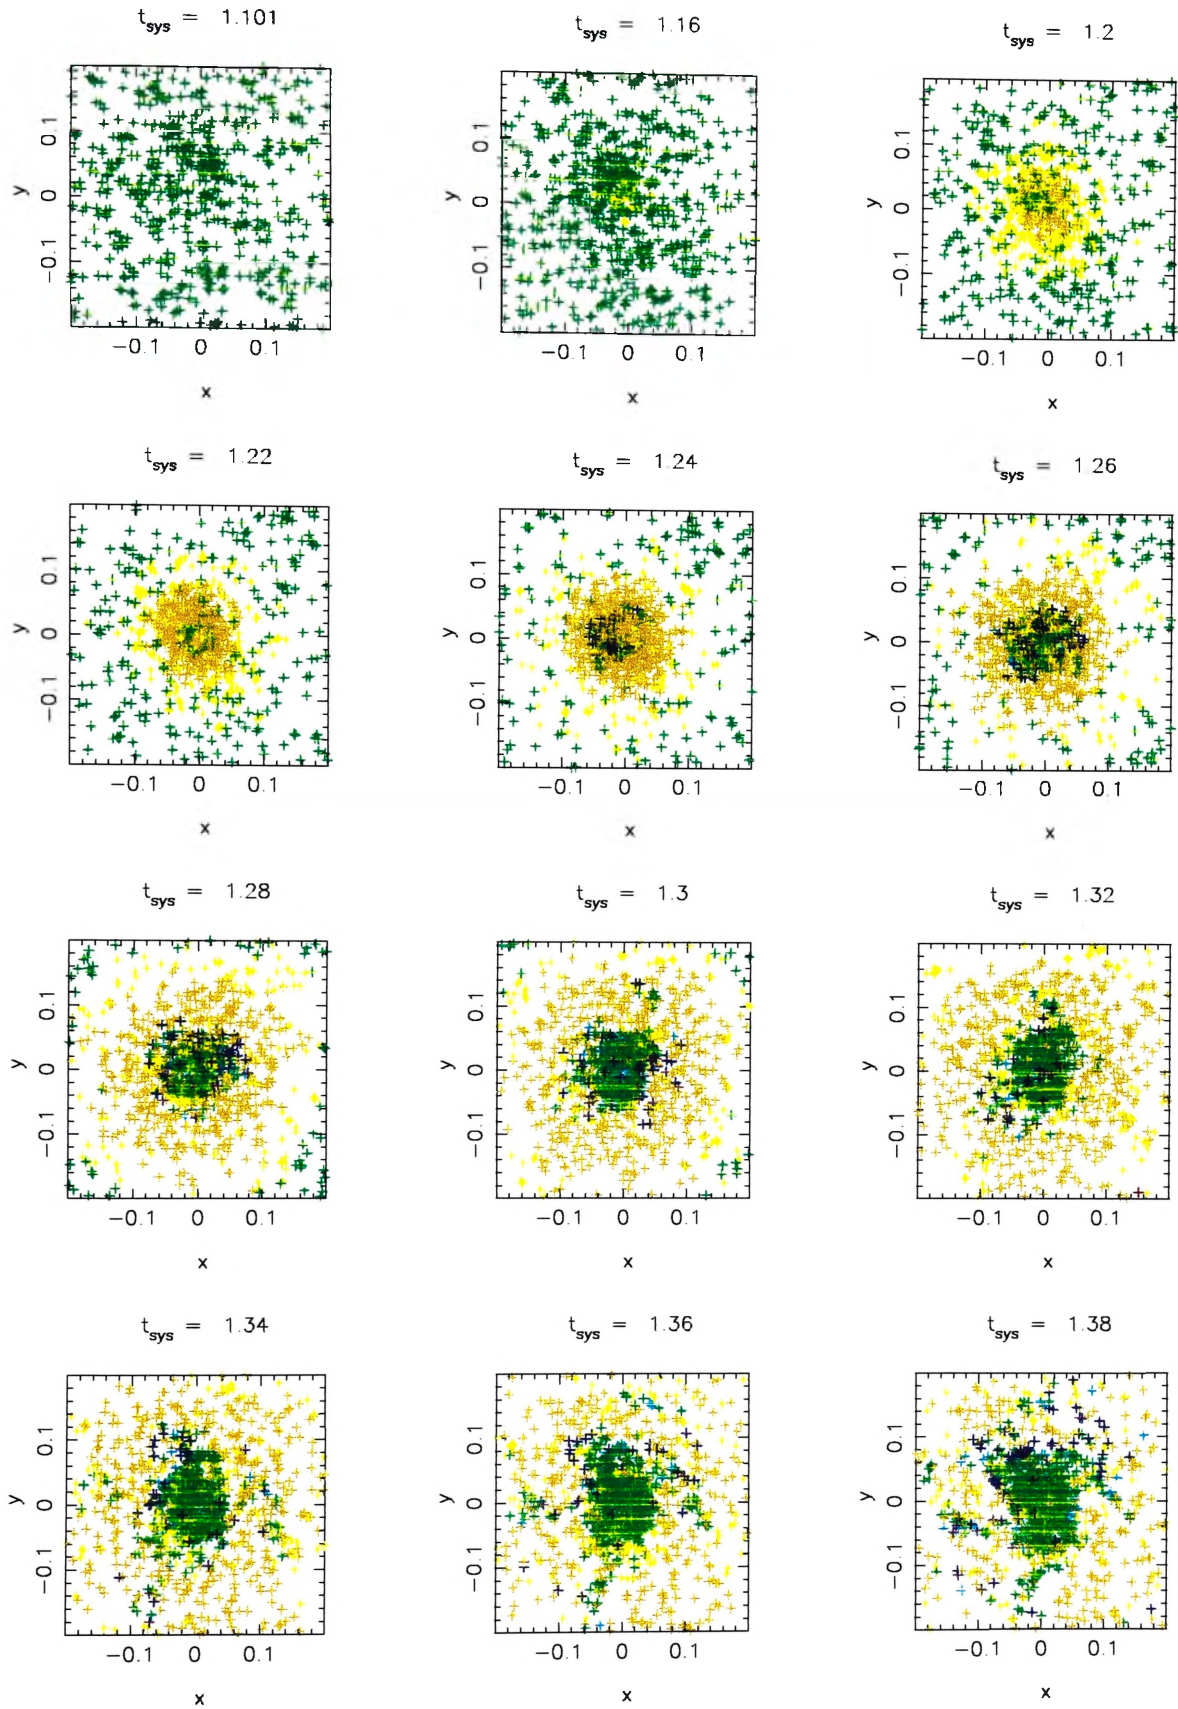 t_sys = 1.101
t_sys = 1.16
t_sys = 1.2
y
0.1
0
−0.1
−0.1 0 0.1
x
y
0.1
0
−0.1
−0.1 0 0.1
x
y
0.1
0
−0.1
−0.1 0 0.1
x
t_sys = 1.22
t_sys = 1.24
t_sys = 1.26
y
0.1
0
−0.1
−0.1 0 0.1
x
y
0.1
0
−0.1
−0.1 0 0.1
x
y
0.1
0
−0.1
−0.1 0 0.1
x
t_sys = 1.28
t_sys = 1.3
t_sys = 1.32
y
0.1
0
−0.1
−0.1 0 0.1
x
y
0.1
0
−0.1
−0.1 0 0.1
x
y
0.1
0
−0.1
−0.1 0 0.1
x
t_sys = 1.34
t_sys = 1.36
t_sys = 1.38
y
0.1
0
−0.1
−0.1 0 0.1
x
y
0.1
0
−0.1
−0.1 0 0.1
x
y
0.1
0
−0.1
−0.1 0 0.1
x